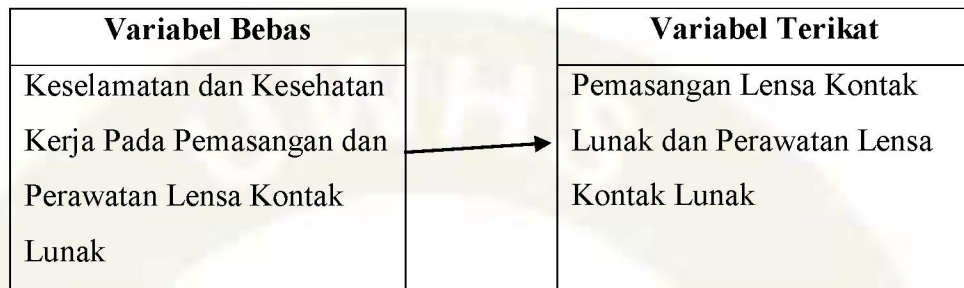 Variabel Bebas
Keselamatan dan Kesehatan
Kerja Pada Pemasangan dan
Perawatan Lensa Kontak
Lunak
Variabel Terikat
Pemasangan Lensa Kontak
Lunak dan Perawatan Lensa
Kontak Lunak